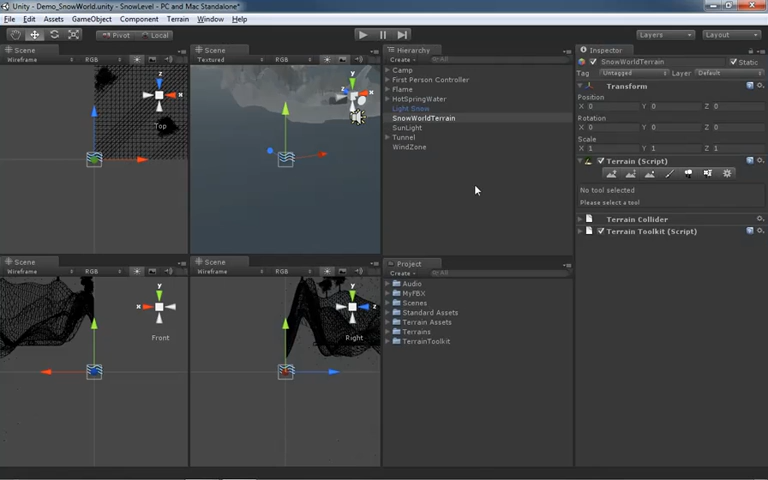 Unity - Demo_SnowWorld.unity - SnowLevel - PC and Mac Standalone*
File Edit Assets GameObject Component Terrain Window Help
Pivot Local Layers Layout
Scene
Wireframe RGB
z
x
Top
Scene
Textured RGB
y
x
z
Scene
Wireframe RGB
y
x
Front
Scene
Wireframe RGB
y
z
Right
Hierarchy
Create All
Camp
First Person Controller
Flame
HotSpringWater
Light Snow
SnowWorldTerrain
SunLight
Tunnel
WindZone
Project
Create All
Audio
MyFBX
Scenes
Standard Assets
Terrain Assets
Terrains
TerrainToolkit
Inspector
SnowWorldTerrain Static
Tag Untagged Layer Default
Transform
Position
X 0 Y 0 Z 0
Rotation
X 0 Y 0 Z 0
Scale
X 1 Y 1 Z 1
Terrain (Script)
No tool selected
Please select a tool
Terrain Collider
Terrain Toolkit (Script)